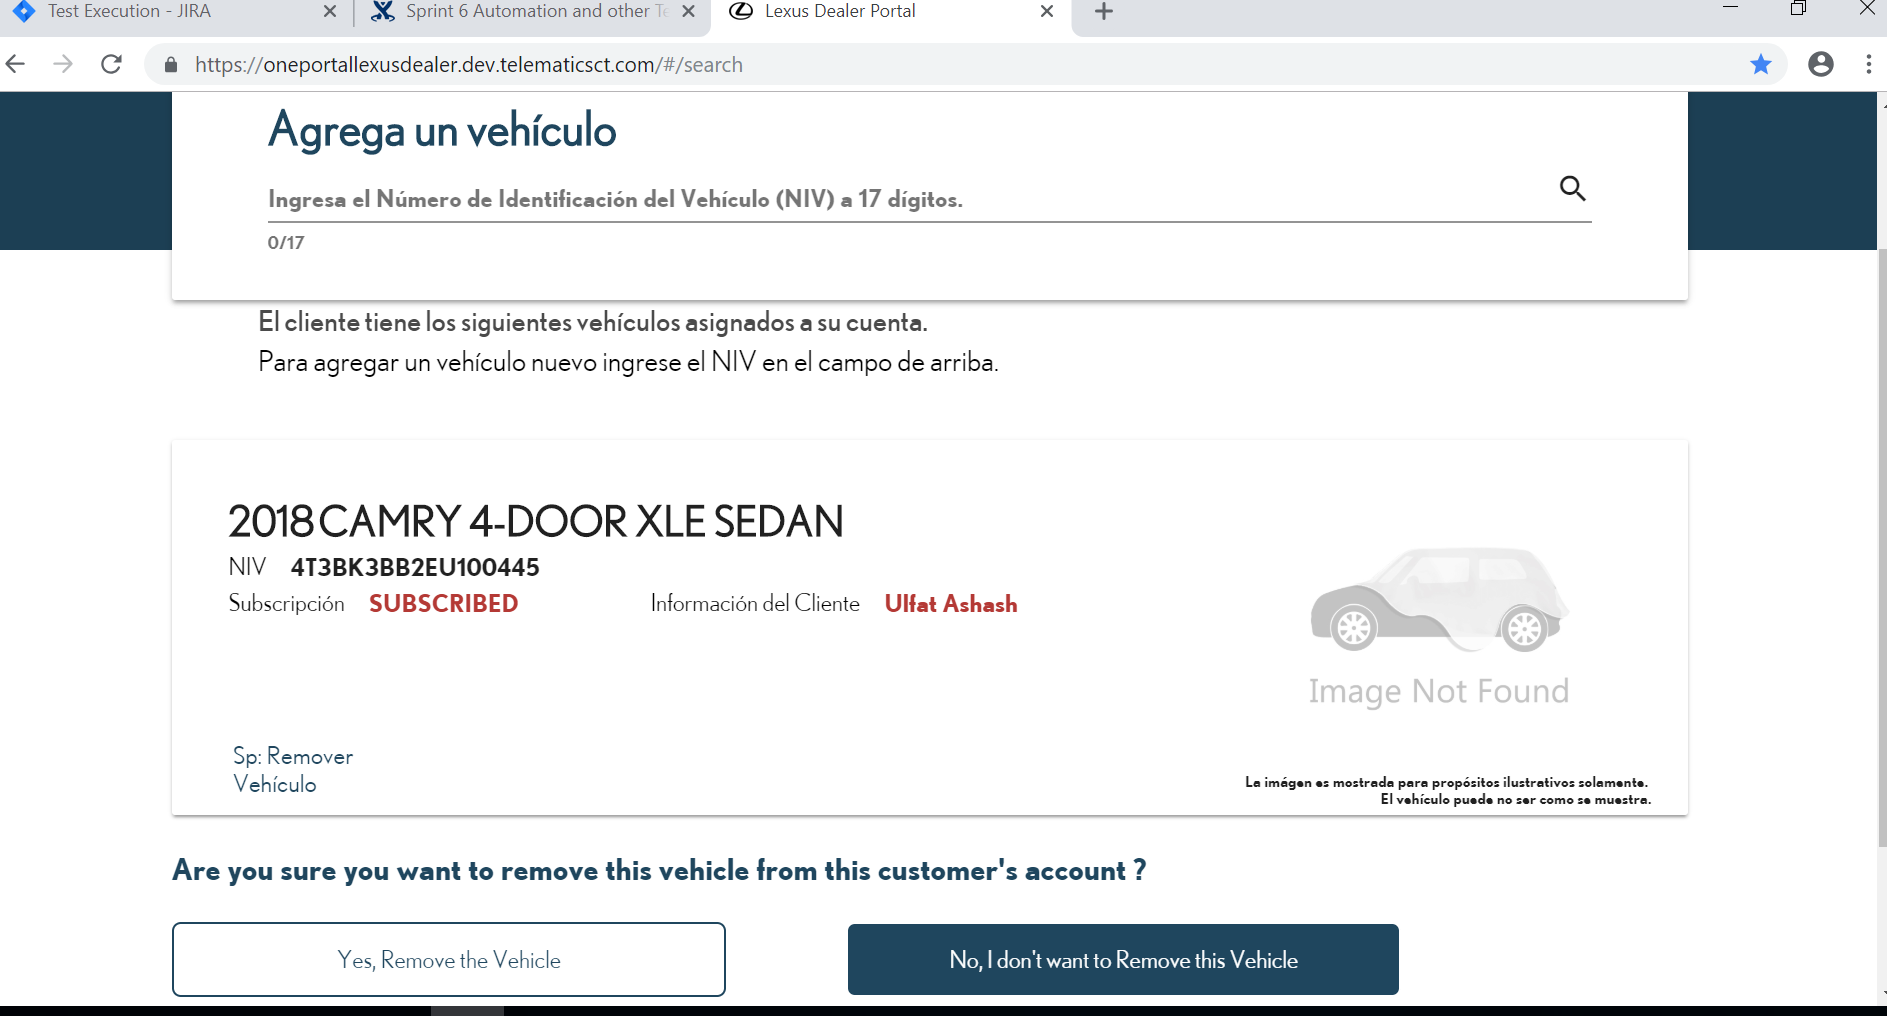 Test Execution - JIRA
Sprint 6 Automation and other Te
Lexus Dealer Portal
https://oneportallexusdealer.dev.telematicsct.com/#/search
Agrega un vehículo
Ingresa el Número de Identificación del Vehículo (NIV) a 17 dígitos.
0/17
El cliente tiene los siguientes vehículos asignados a su cuenta.
Para agregar un vehículo nuevo ingrese el NIV en el campo de arriba.
2018 CAMRY 4-DOOR XLE SEDAN
NIV 4T3BK3BB2EU100445
Subscripción SUBSCRIBED Información del Cliente Ulfat Ashash
Image Not Found
Sp: Remover
Vehículo
La imágen es mostrada para propósitos ilustrativos solamente.
El vehículo puede no ser como se muestra.
Are you sure you want to remove this vehicle from this customer's account ?
Yes, Remove the Vehicle
No, I don't want to Remove this Vehicle